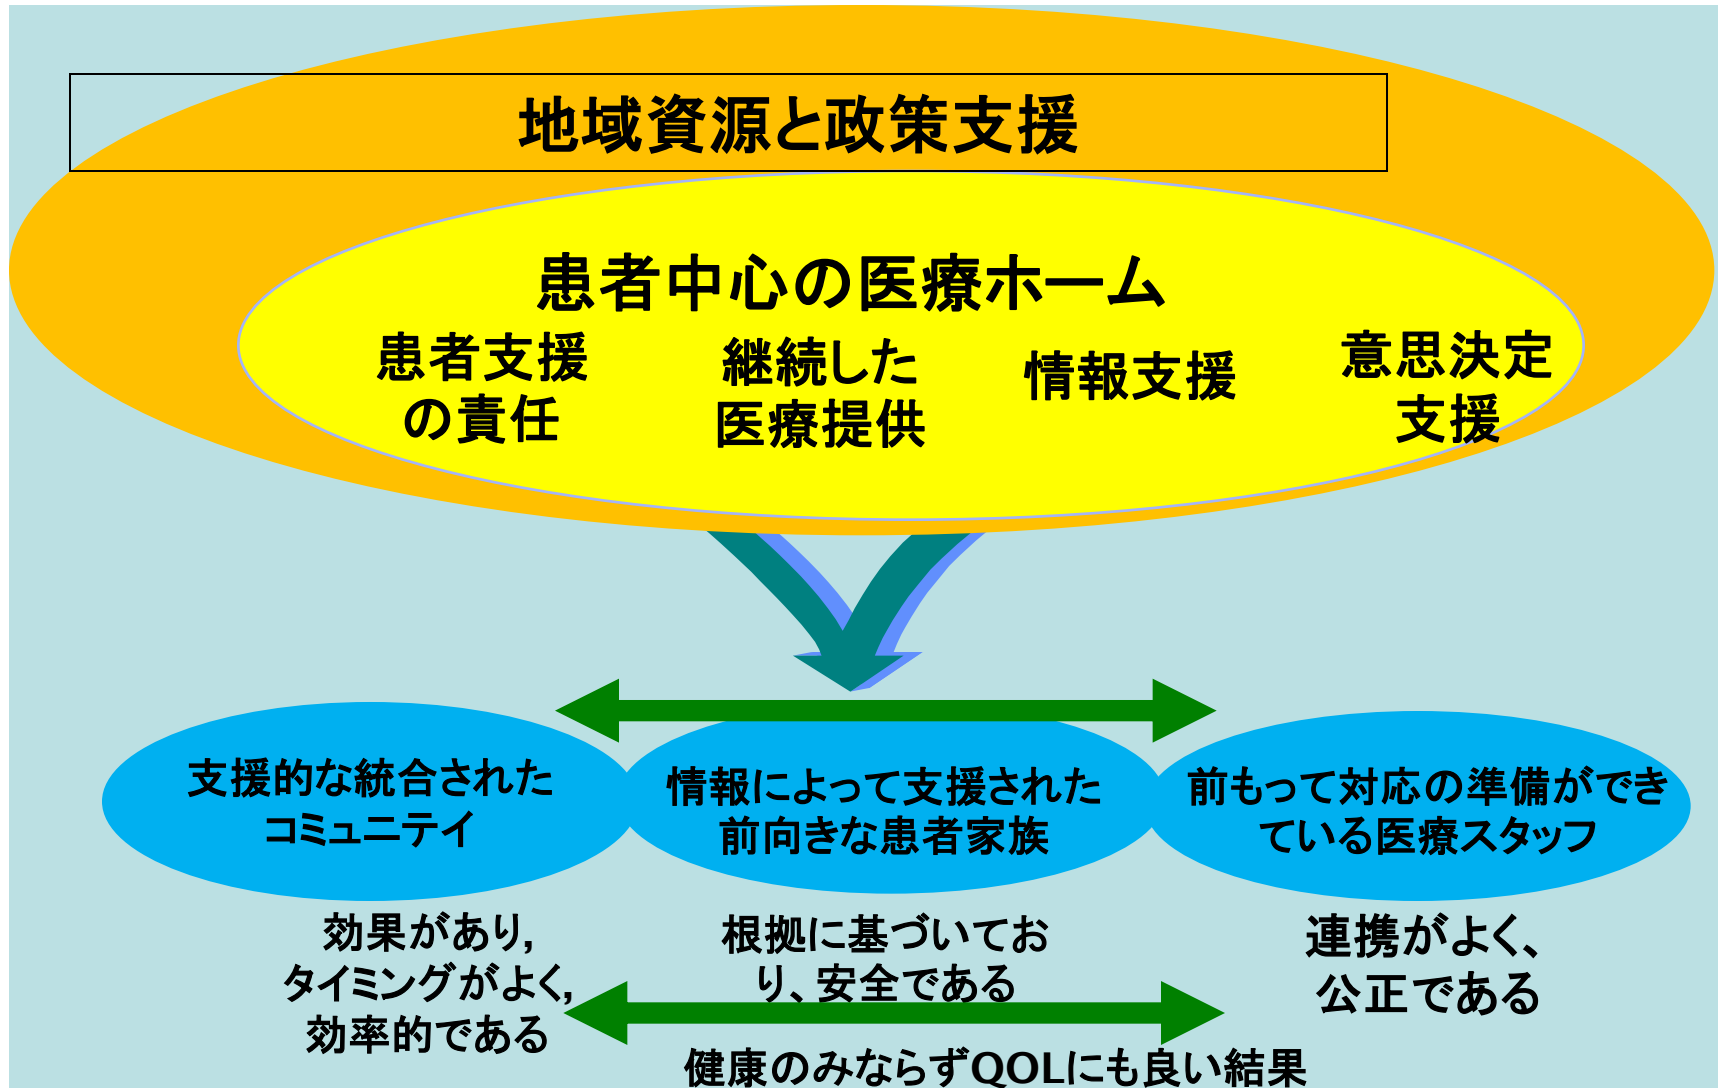 地域資源と政策支援
患者中心の医療ホーム
患者支援
の責任
継続した
医療提供
情報支援
意思決定
支援
支援的な統合された
コミュニテイ
情報によって支援された
前向きな患者家族
前もって対応の準備ができ
ている医療スタッフ
効果があり,
タイミングがよく,
効率的である
根拠に基づいてお
り、安全である
連携がよく、
公正である
健康のみならずQOLにも良い結果